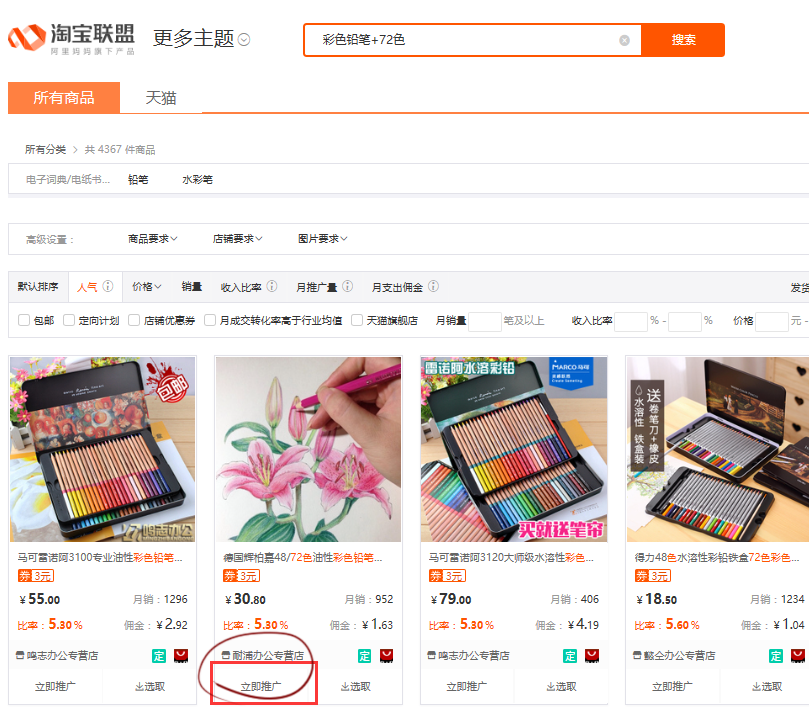 淘宝联盟
阿里妈妈旗下产品
更多主题
彩色铅笔+72色
搜索
所有商品 天猫
所有分类 > 共 4367 件商品
电子词典/电纸书... 铅笔 水彩笔
高级设置： 商品要求 店铺要求 图片要求
默认排序 人气 价格 销量 收入比率 月推广量 月支出佣金 发货
包邮 定向计划 店铺优惠券 月成交转化率高于行业均值 天猫旗舰店 月销量 笔及以上 收入比率 % - % 价格 元 -
包邮
鸣志办公
雷诺阿水溶彩铅
MARCO 马可
买就送笔帘
送卷笔刀+橡皮
水溶性 铁盒装
马可雷诺阿3100专业油性彩色铅笔... 德国辉柏嘉48/72色油性彩色铅笔... 马可雷诺阿3120大师级水溶性彩色... 得力48色水溶性彩铅铁盒72色彩色...
券 3元 券 3元 券 3元 券 3元
￥55.00 月销：1296 ￥30.80 月销：952 ￥79.00 月销：406 ￥18.50 月销：1234
比率：5.30% 佣金：￥2.92 比率：5.30% 佣金：￥1.63 比率：5.30% 佣金：￥4.19 比率：5.60% 佣金：￥1.04
鸣志办公专营店 定 耐浦办公专营店 定 鸣志办公专营店 定 懿仝办公专营店 定
立即推广 选取 立即推广 选取 立即推广 选取 立即推广 选取